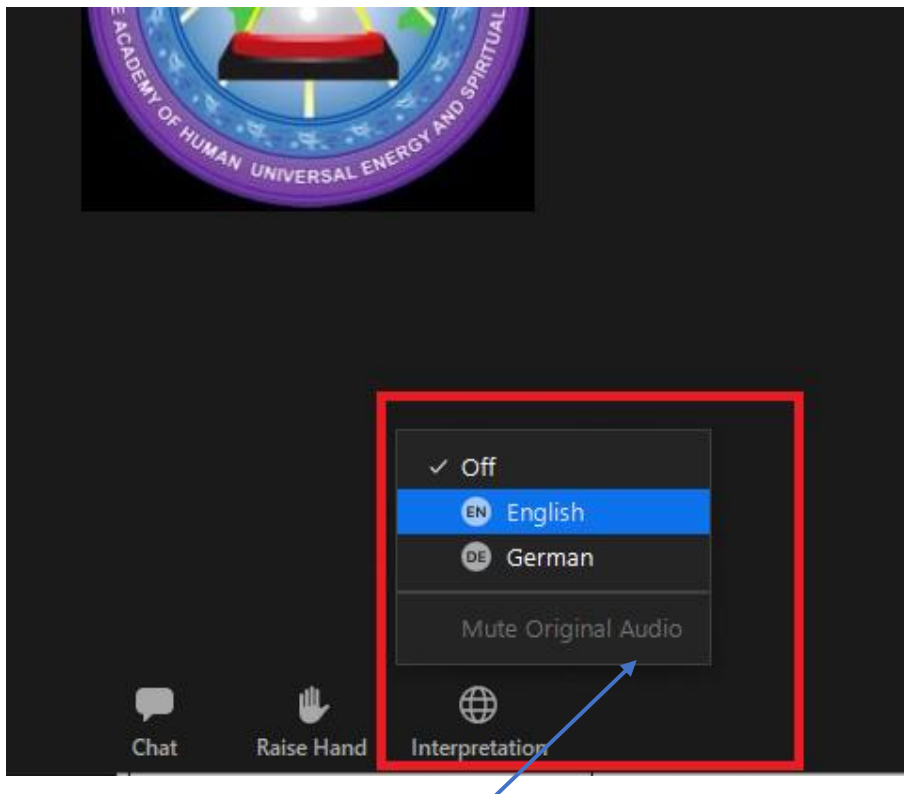 E ACADEMY OF HUMAN UNIVERSAL ENERGY AND SPIRITUAL
Off
EN English
DE German
Mute Original Audio
Chat
Raise Hand
Interpretation